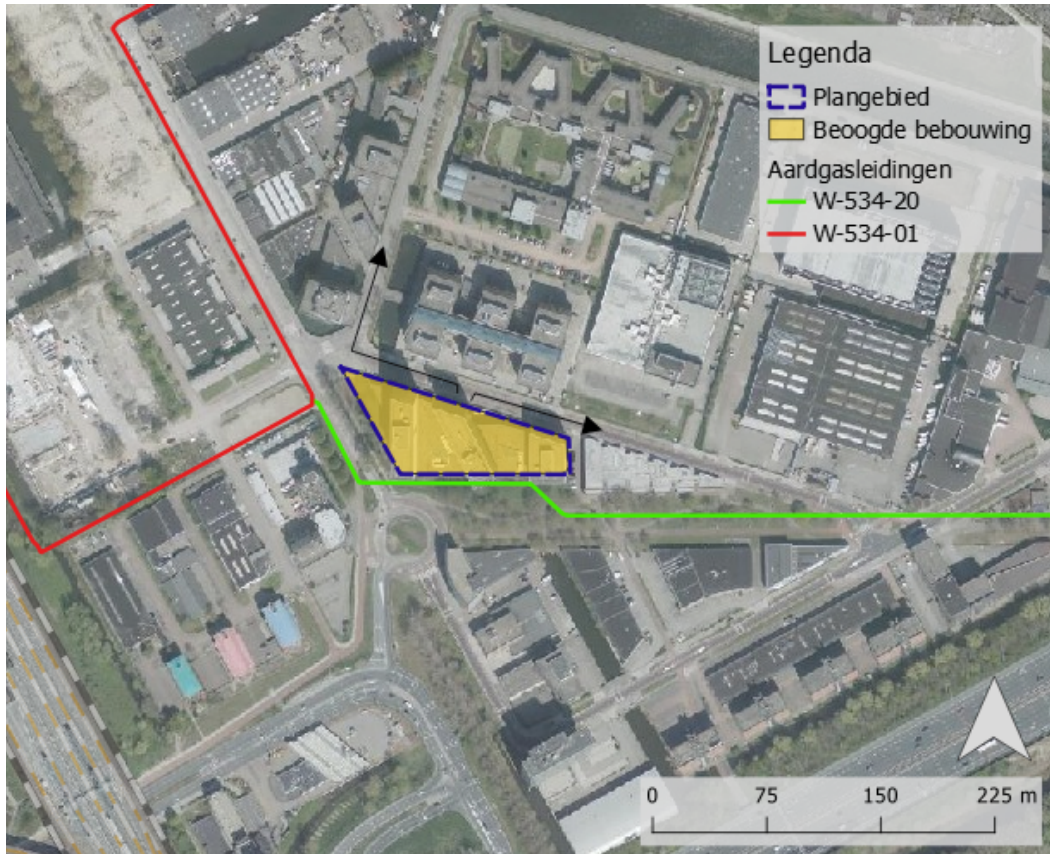 Legenda
Plangebied
Beoogde bebouwing
Aardgasleidingen
W-534-20
W-534-01
0 75 150 225 m